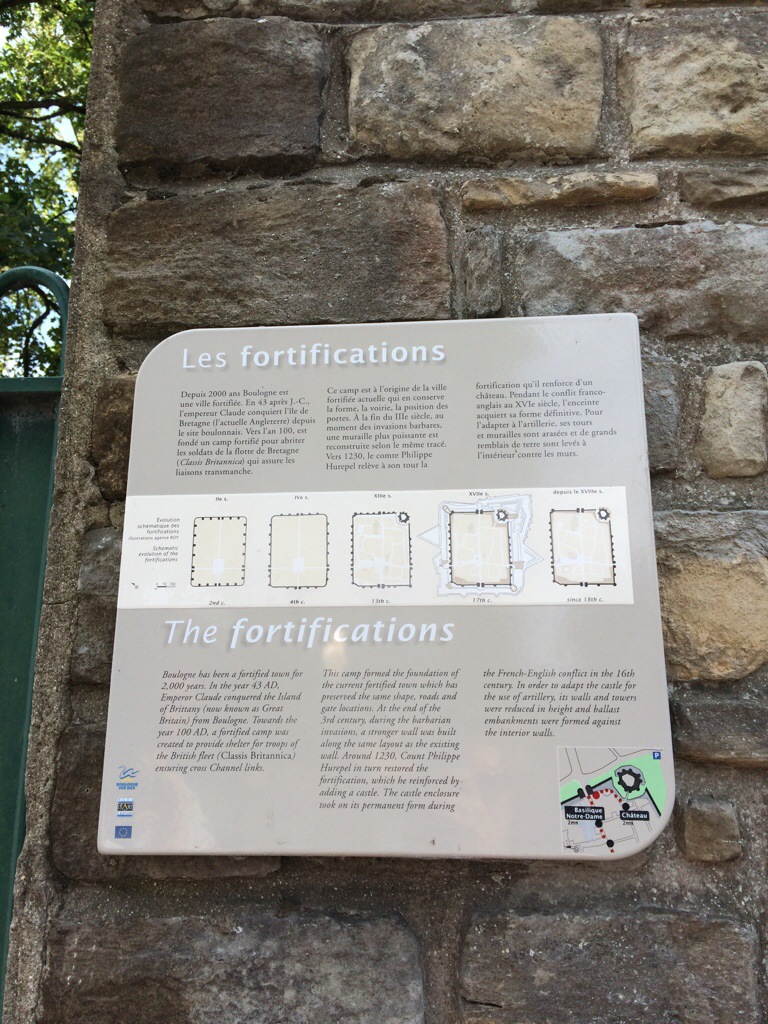 Les fortifications
Depuis 2000 ans Boulogne est
une ville fortifiée. En 43 après J.-C.,
l'empereur Claude conquiert l'île de
Bretagne (l'actuelle Angleterre) depuis
le site boulonnais. Vers l'an 100, est
fondé un camp fortifié pour abriter
les soldats de la flotte de Bretagne
(Classis Britannica) qui assure les
liaisons transmanche.
Ce camp est à l'origine de la ville
fortifiée actuelle qui en conserve
la forme, la voirie, la position des
portes. À la fin du IIIe siècle, au
moment des invasions barbares,
une muraille plus puissante est
reconstruite selon le même tracé.
Vers 1230, le comte Philippe
Hurepel relève à son tour la
fortification qu'il renforce d'un
château. Pendant le conflit franco-
anglais au XVIe siècle, l'enceinte
acquiert sa forme définitive. Pour
l'adapter à l'artillerie, ses tours
et murailles sont arasées et de grands
remblais de terre sont levés à
l'intérieur contre les murs.
Évolution
schématique des
fortifications
illustrations agence ROY
Schematic
evolution of the
fortifications
IIe s.
IVe s.
XIIIe s.
XVIIe s.
depuis le XVIIIe s.
2nd c.
4th c.
13th c.
17th c.
since 18th c.
The fortifications
Boulogne has been a fortified town for
2,000 years. In the year 43 AD,
Emperor Claude conquered the Island
of Brittany (now known as Great
Britain) from Boulogne. Towards the
year 100 AD, a fortified camp was
created to provide shelter for troops of
the British fleet (Classis Britannica)
ensuring cross Channel links.
This camp formed the foundation of
the current fortified town which has
preserved the same shape, roads and
gate locations. At the end of the
3rd century, during the barbarian
invasions, a stronger wall was built
along the same layout as the existing
wall. Around 1230, Count Philippe
Hurepel in turn restored the
fortification, which he reinforced by
adding a castle. The castle enclosure
took on its permanent form during
the French-English conflict in the 16th
century. In order to adapt the castle for
the use of artillery, its walls and towers
were reduced in height and ballast
embankments were formed against
the interior walls.
BOULOGNE
SUR MER
P
Basilique
Notre-Dame
2mn
Château
2mn